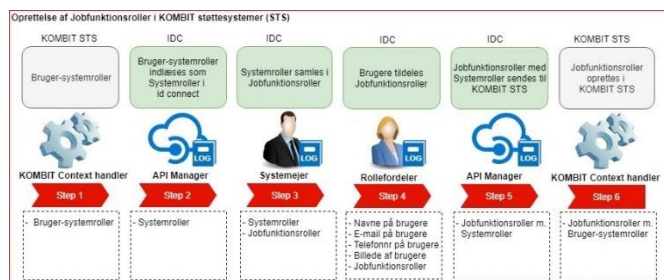 Oprettelse af Jobfunktionsroller i KOMBIT støttesystemer (STS)
KOMBIT STS
IDC
IDC
IDC
IDC
KOMBIT STS
Bruger-systemroller
Bruger-systemroller
indlæses som
Systemroller i
id connect
Systemroller samles i
Jobfunktionsroller
Brugere tildeles
Jobfunktionsroller
Jobfunktionsroller med
Systemroller sendes til
KOMBIT STS
Jobfunktionsroller
oprettes i
KOMBIT STS
LOG
LOG
LOG
LOG
KOMBIT Context handler
API Manager
Systemejer
Rollefordeler
API Manager
KOMBIT Context handler
Step 1
Step 2
Step 3
Step 4
Step 5
Step 6
- Bruger-systemroller
- Systemroller
- Systemroller
- Jobfunktionsroller
- Navne på brugere
- E-mail på brugere
- Telefonnr på brugere
- Billede af brugere
- Jobfunktionsroller
- Jobfunktionsroller m.
Systemroller
- Jobfunktionsroller m.
Bruger-systemroller